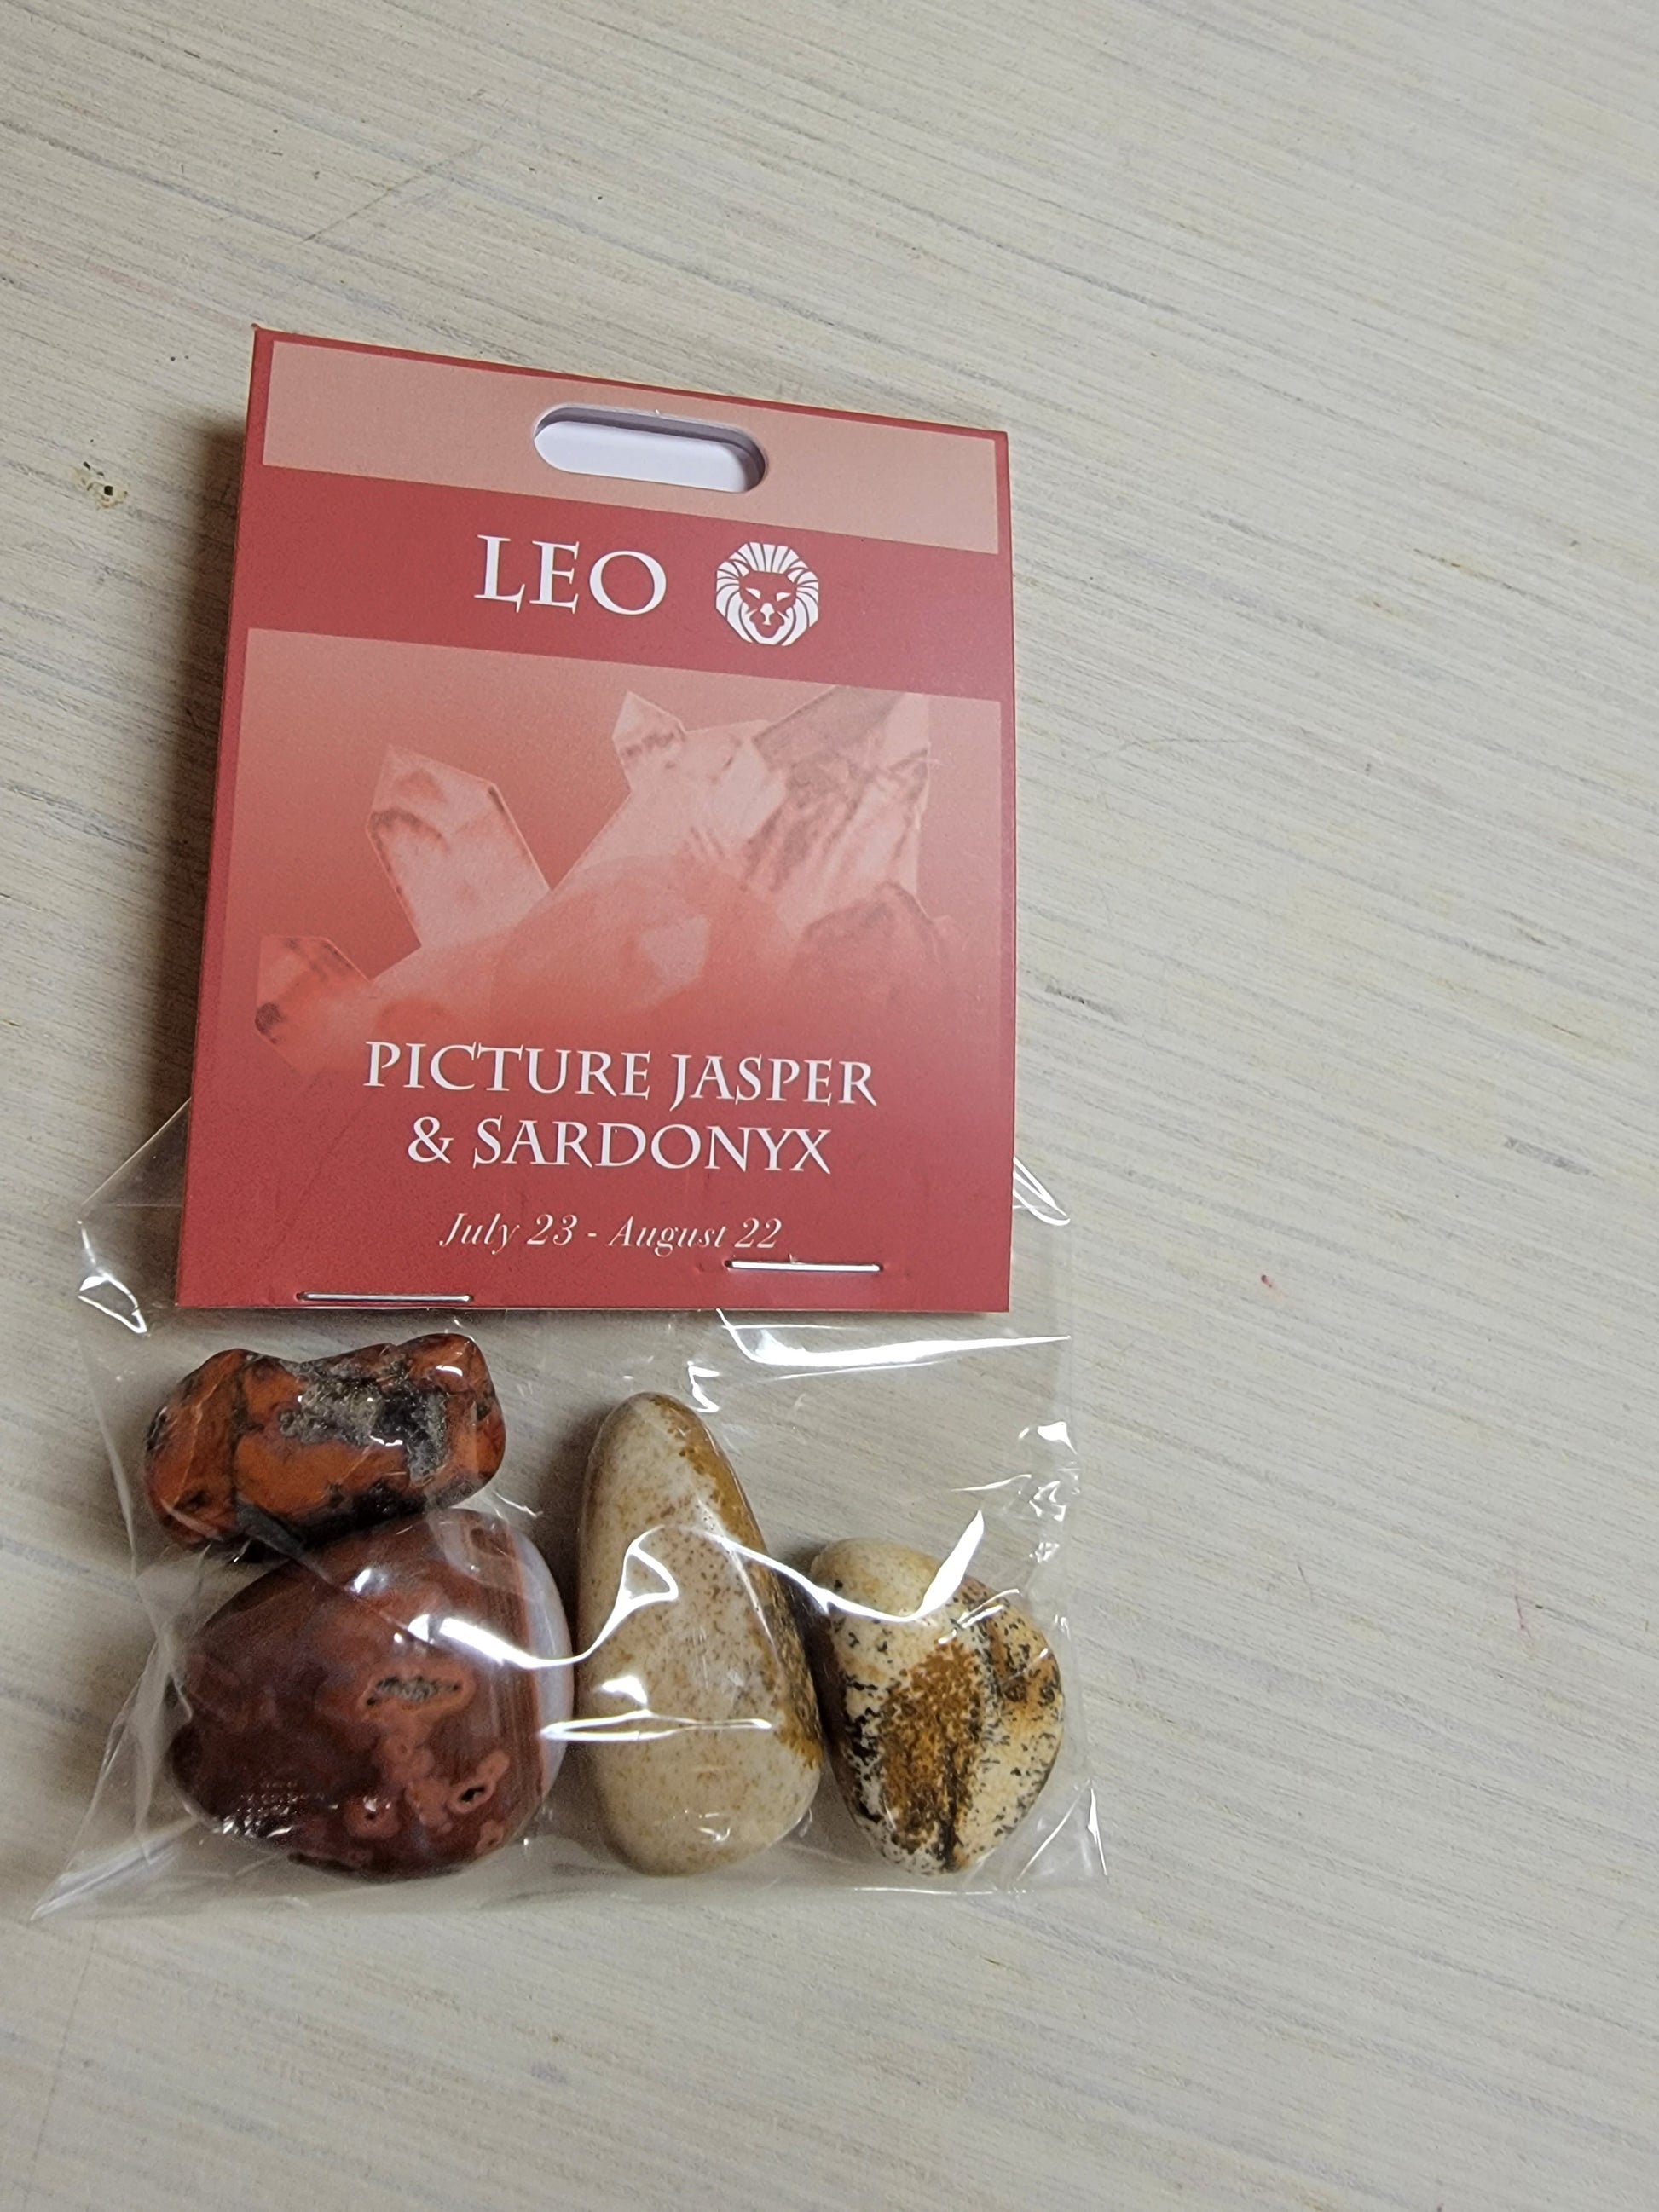 LEO
PICTURE JASPER
& SARDONYX
July 23 - August 22